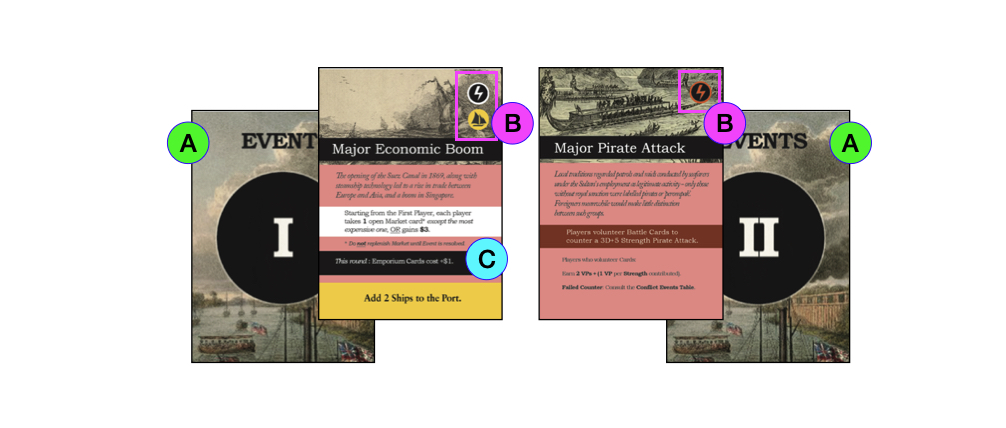 A
EVENTS
I
B
Major Economic Boom
The opening of the Suez Canal in 1869, along with
steamship technology led to a rise in trade between
Europe and Asia, and a boom in Singapore.
Starting from the First Player, each player
takes 1 open Market card* except the most
expensive one, OR gains $3.
* Do not replenish Market until Event is resolved.
This round : Emporium Cards cost +$1.
C
Add 2 Ships to the Port.
B
Major Pirate Attack
Local traditions regarded patrols and raids conducted by seafarers
under the Sultan's employment as legitimate activity - only those
without royal sanction were labelled pirates or 'perompak'.
Foreigners meanwhile would make little distinction
between such groups.
Players volunteer Battle Cards to
counter a 3D+5 Strength Pirate Attack.
Players who volunteer Cards:
Earn 2 VPs + (1 VP per Strength contributed).
Failed Counter: Consult the Conflict Events Table.
A
VENTS
II